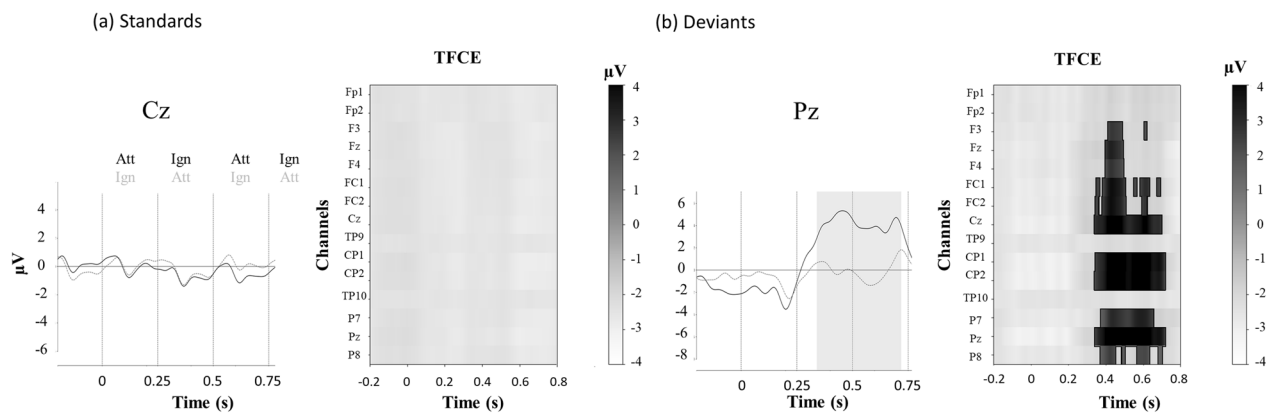 (a) Standards
(b) Deviants
TFCE
µV
Cz
Att Ign Att Ign
Ign Att Ign Att
µV
4
2
0
-2
-4
-6
0 0.25 0.5 0.75
Time (s)
Channels
Fp1
Fp2
F3
Fz
F4
FC1
FC2
Cz
TP9
CP1
CP2
TP10
P7
Pz
P8
-0.2 0 0.2 0.4 0.6 0.8
Time (s)
4
3
2
1
0
-1
-2
-3
-4
Pz
6
4
2
0
-2
-4
-6
-8
0 0.25 0.5 0.75
Time (s)
TFCE
µV
Channels
Fp1
Fp2
F3
Fz
F4
FC1
FC2
Cz
TP9
CP1
CP2
TP10
P7
Pz
P8
-0.2 0 0.2 0.4 0.6 0.8
Time (s)
4
3
2
1
0
-1
-2
-3
-4